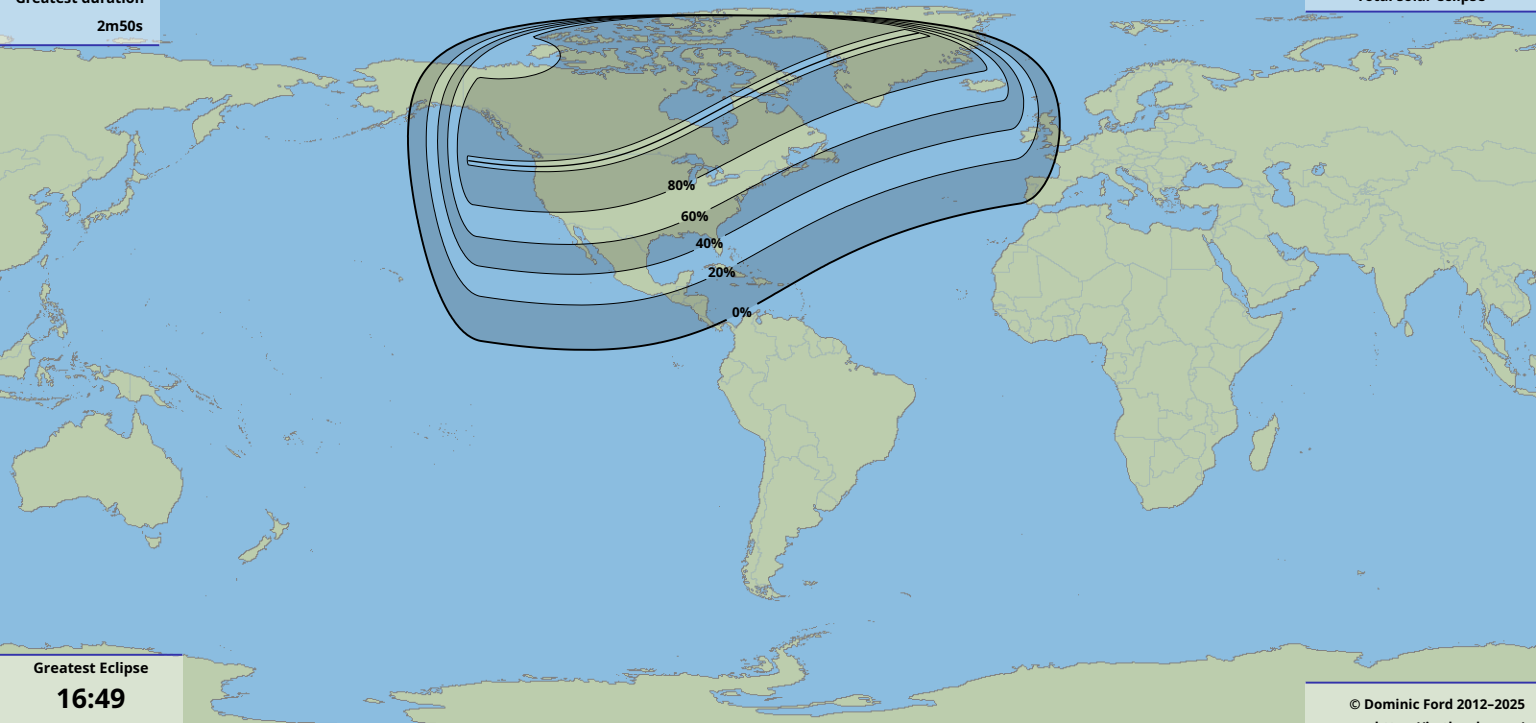 Greatest duration
2m50s
Total solar eclipse
80%
60%
40%
20%
0%
Greatest Eclipse
16:49
© Dominic Ford 2012–2025